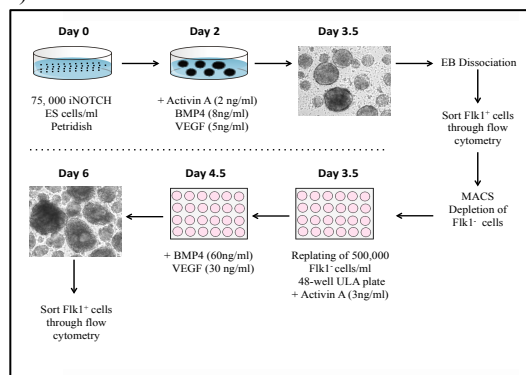 Day 0
Day 2
Day 3.5
75, 000 iNOTCH
ES cells/ml
Petridish
+ Activin A (2 ng/ml)
BMP4 (8ng/ml)
VEGF (5ng/ml)
EB Dissociation
Sort Flk1⁺ cells
through flow
cytometry
MACS
Depletion of
Flk1⁻ cells
Day 3.5
Replating of 500,000
Flk1⁻cells/ml
48-well ULA plate
+ Activin A (3ng/ml)
Day 4.5
+ BMP4 (60ng/ml)
VEGF (30 ng/ml)
Day 6
Sort Flk1⁺ cells
through flow
cytometry